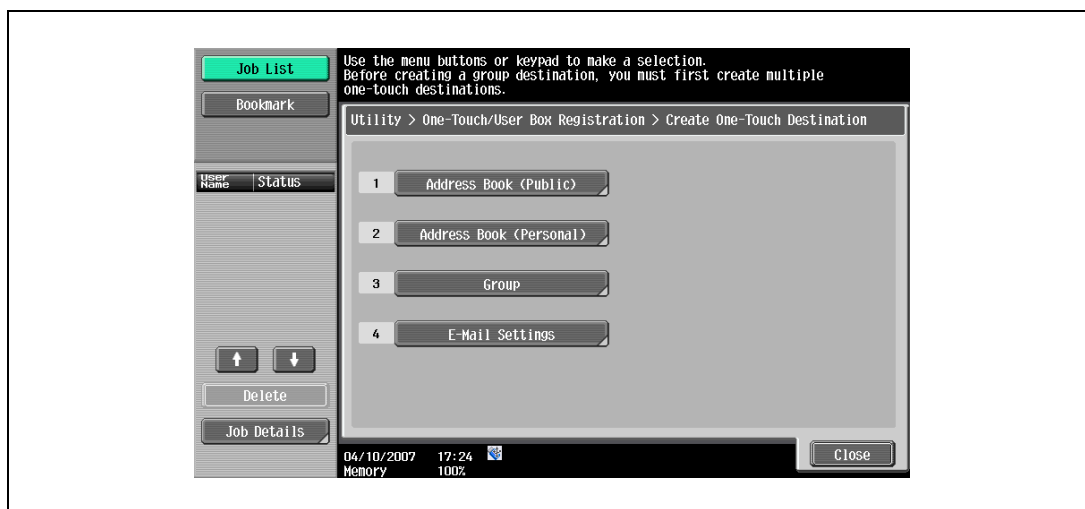 Job List
Bookmark
User Name
Status
Delete
Job Details
Use the menu buttons or keypad to make a selection.
Before creating a group destination, you must first create multiple
one-touch destinations.
Utility > One-Touch/User Box Registration > Create One-Touch Destination
1 Address Book (Public)
2 Address Book (Personal)
3 Group
4 E-Mail Settings
04/10/2007 17:24
Memory 100%
Close